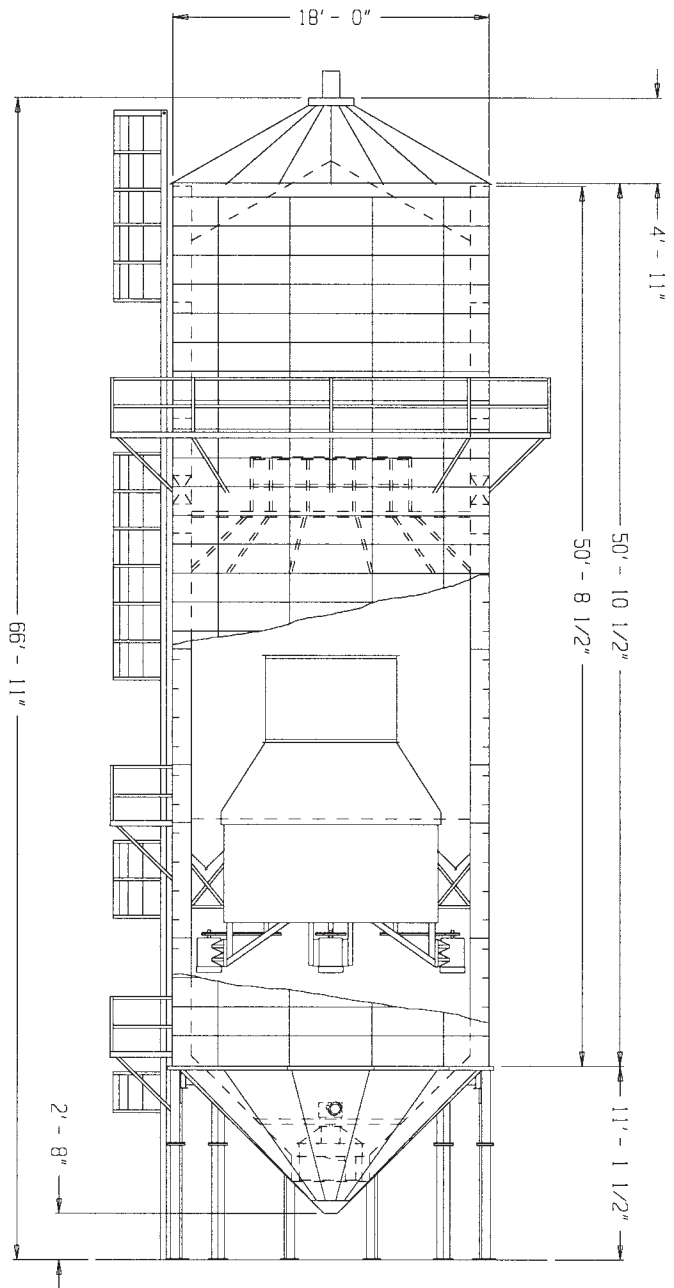 18' - 0"
4' - 11"
50' - 10 1/2"
50' - 8 1/2"
66' - 11"
11' - 1 1/2"
2' - 8"